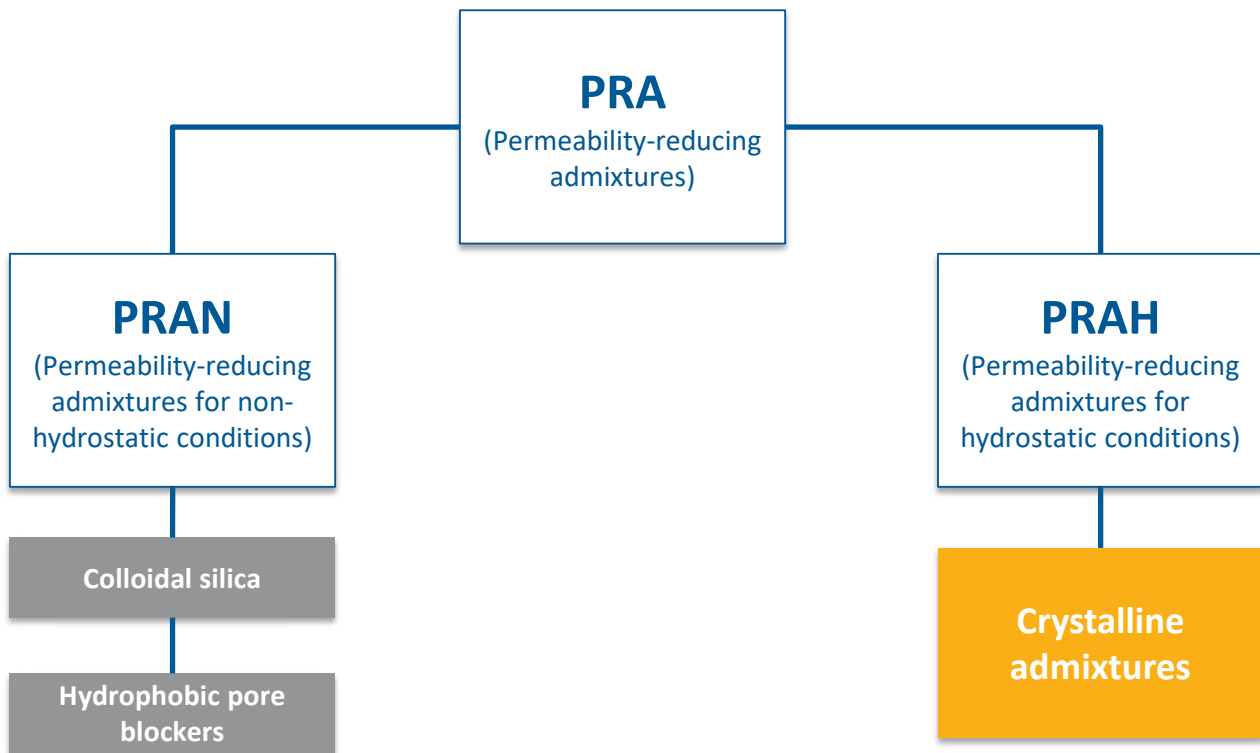 PRA
(Permeability-reducing
admixtures)
PRAN
(Permeability-reducing
admixtures for non-
hydrostatic conditions)
PRAH
(Permeability-reducing
admixtures for
hydrostatic conditions)
Colloidal silica
Hydrophobic pore
blockers
Crystalline
admixtures